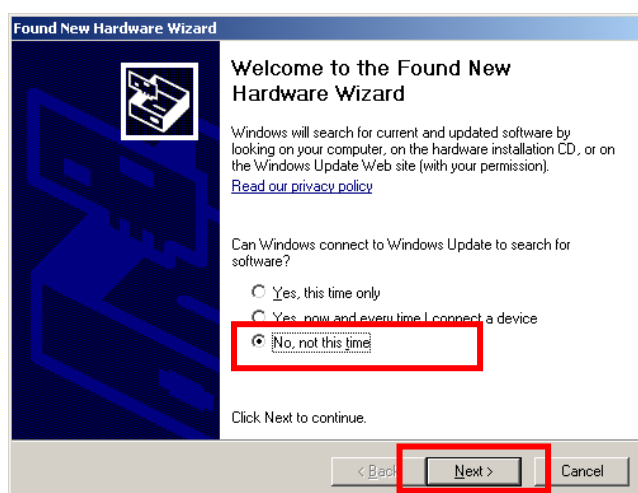 Found New Hardware Wizard
Welcome to the Found New
Hardware Wizard
Windows will search for current and updated software by
looking on your computer, on the hardware installation CD, or on
the Windows Update Web site (with your permission).
Read our privacy policy
Can Windows connect to Windows Update to search for
software?
Yes, this time only
Yes, now and every time I connect a device
No, not this time
Click Next to continue.
< Back
Next >
Cancel